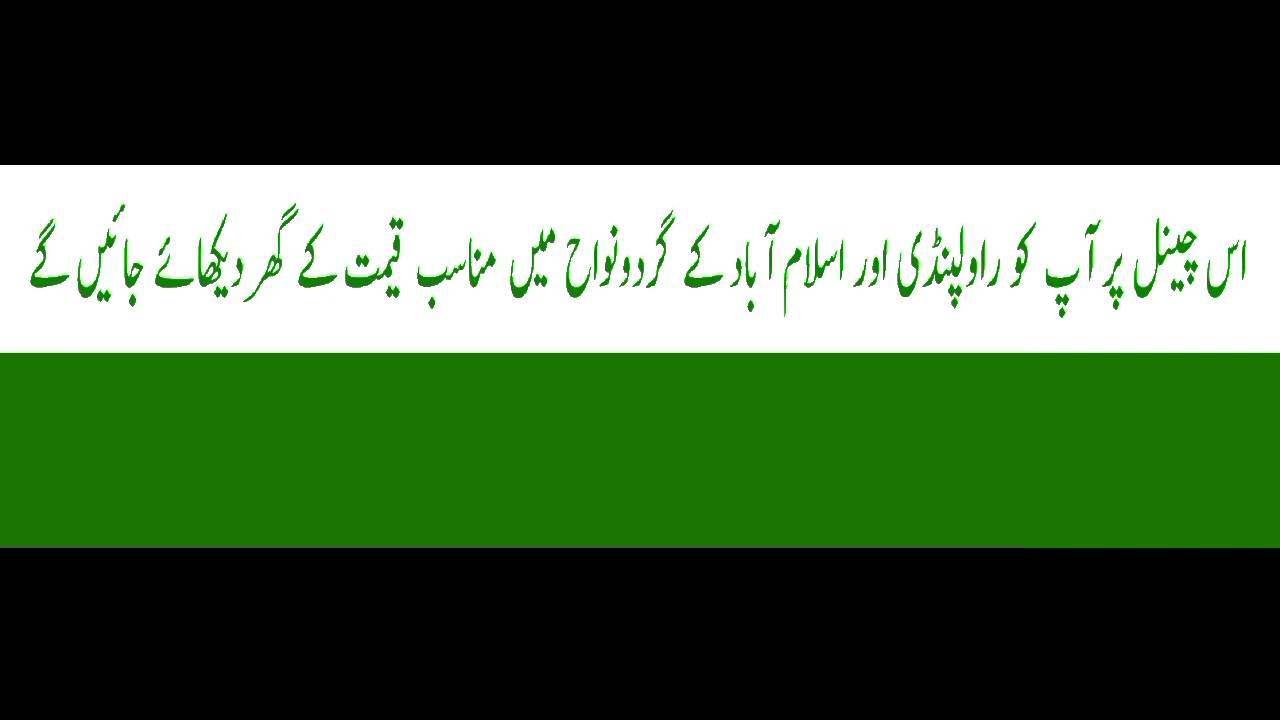 اس چینل پر آپ کو راولپنڈی اور اسلام آباد کے گردونواح میں مناسب قیمت کے گھر دیکھائے جائیں گے